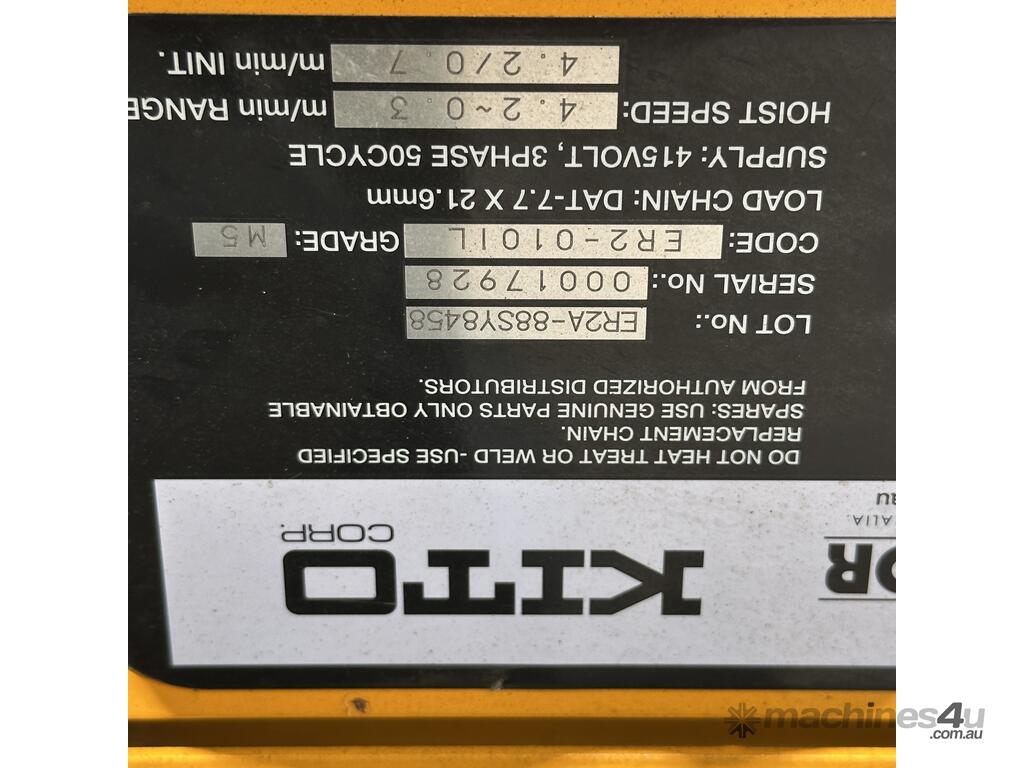 OR
ALIA.
au
KITO
CORP.
DO NOT HEAT TREAT OR WELD - USE SPECIFIED
REPLACEMENT CHAIN.
SPARES: USE GENUINE PARTS ONLY OBTAINABLE
FROM AUTHORIZED DISTRIBUTORS.
LOT No.: ER2A-88SY8458
SERIAL No.: 00017928
CODE: ER2-010IL GRADE: M5
LOAD CHAIN: DAT-7.7 X 21.6mm
SUPPLY: 415VOLT, 3PHASE 50CYCLE
HOIST SPEED: 4.2~0.3 m/min RANGE
4.2/0.7 m/min INIT.
machines4u
.com.au